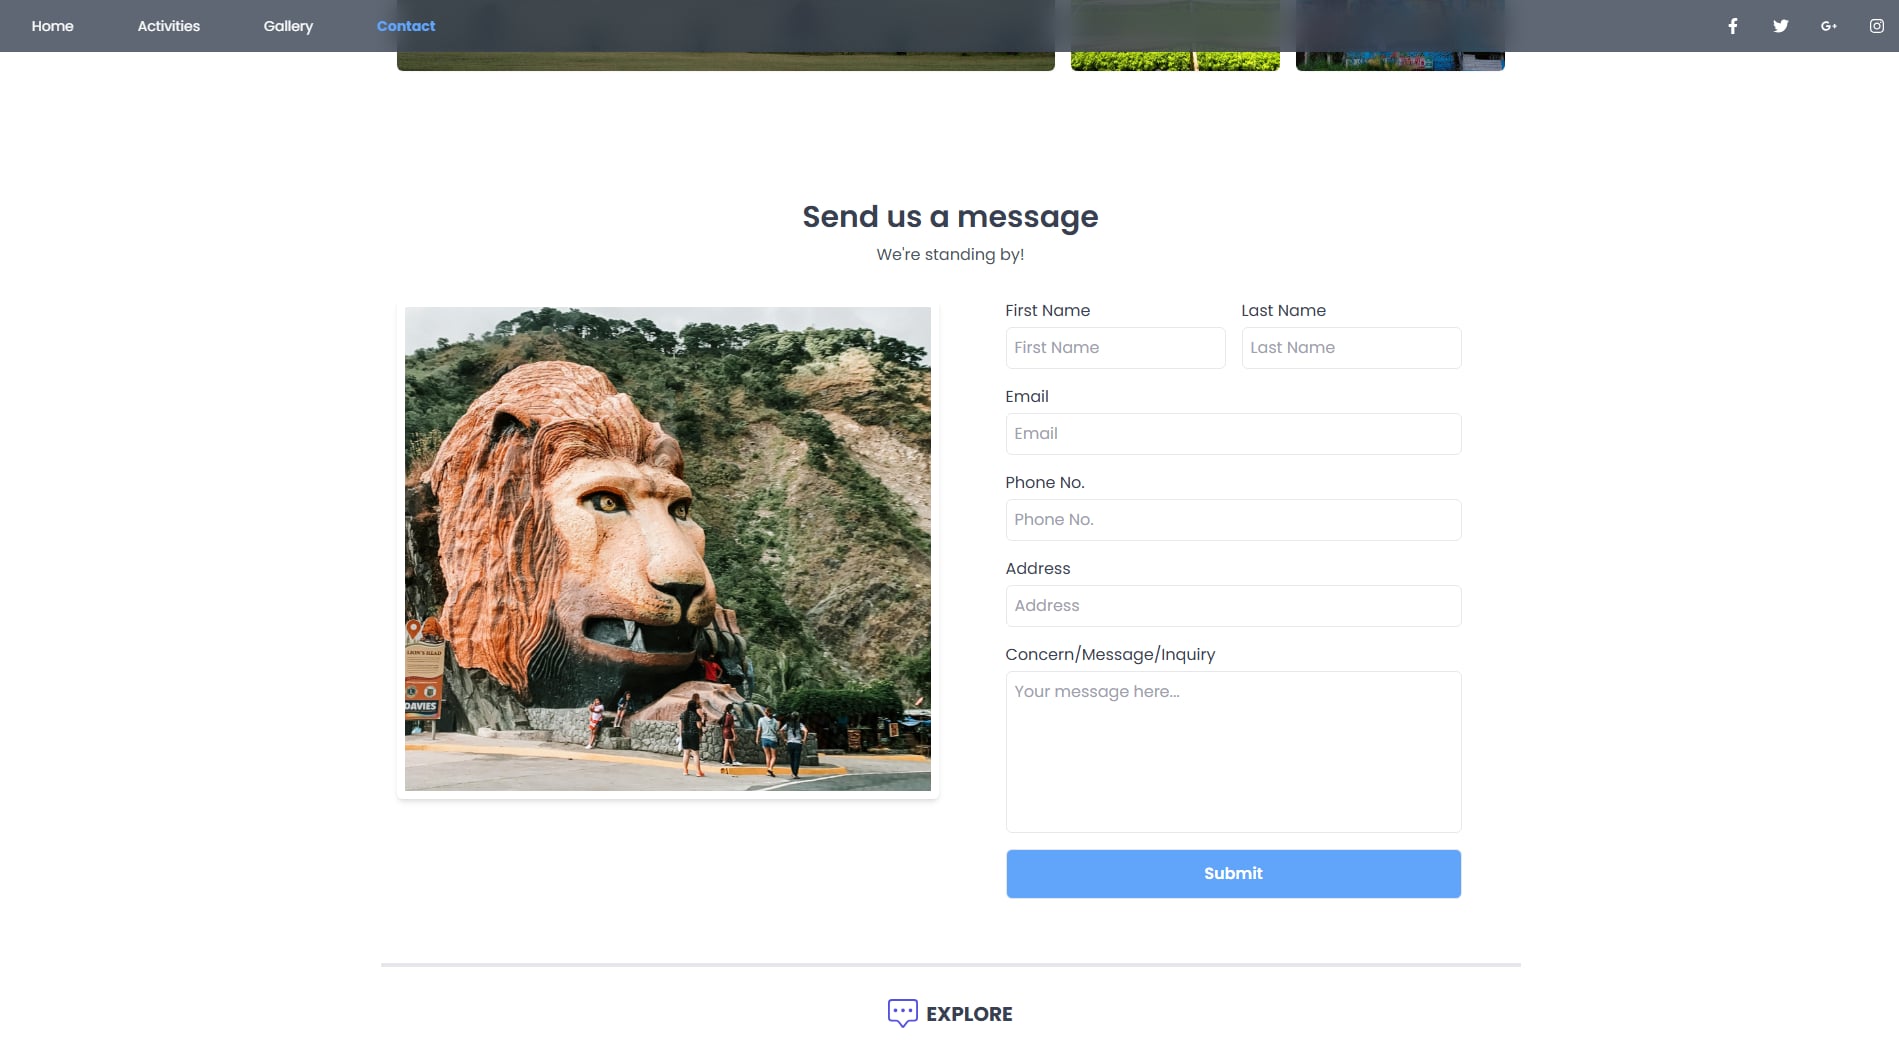 Home Activities Gallery Contact
Send us a message
We're standing by!
First Name Last Name
First Name Last Name
Email
Email
Phone No.
Phone No.
Address
Address
LION'S HEAD
DAVIES
Concern/Message/Inquiry
Your message here...
Submit
EXPLORE